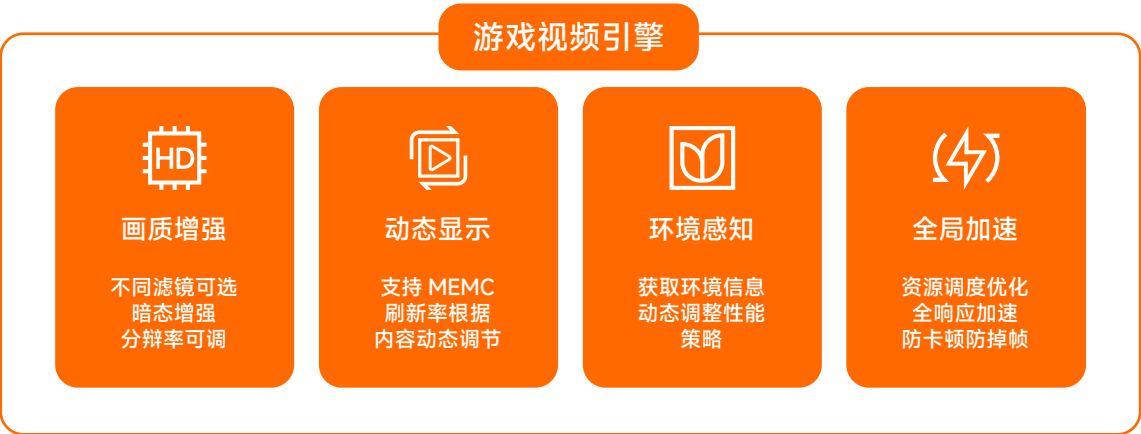 游戏视频引擎
HD
画质增强
不同滤镜可选
暗态增强
分辩率可调
动态显示
支持 MEMC
刷新率根据
内容动态调节
环境感知
获取环境信息
动态调整性能
策略
全局加速
资源调度优化
全响应加速
防卡顿防掉帧